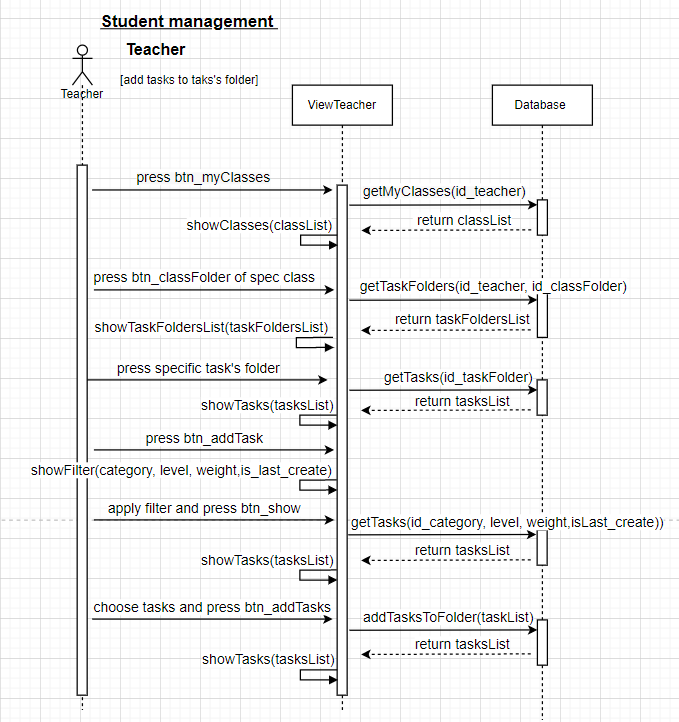 Student management
Teacher
[add tasks to taks's folder]
Teacher
ViewTeacher
Database
press btn_myClasses
getMyClasses(id_teacher)
return classList
showClasses(classList)
press btn_classFolder of spec class
getTaskFolders(id_teacher, id_classFolder)
return taskFoldersList
showTaskFoldersList(taskFoldersList)
press specific task's folder
getTasks(id_taskFolder)
return tasksList
showTasks(tasksList)
press btn_addTask
showFilter(category, level, weight,is_last_create)
apply filter and press btn_show
getTasks(id_category, level, weight,isLast_create))
return tasksList
showTasks(tasksList)
choose tasks and press btn_addTasks
addTasksToFolder(taskList)
return tasksList
showTasks(tasksList)